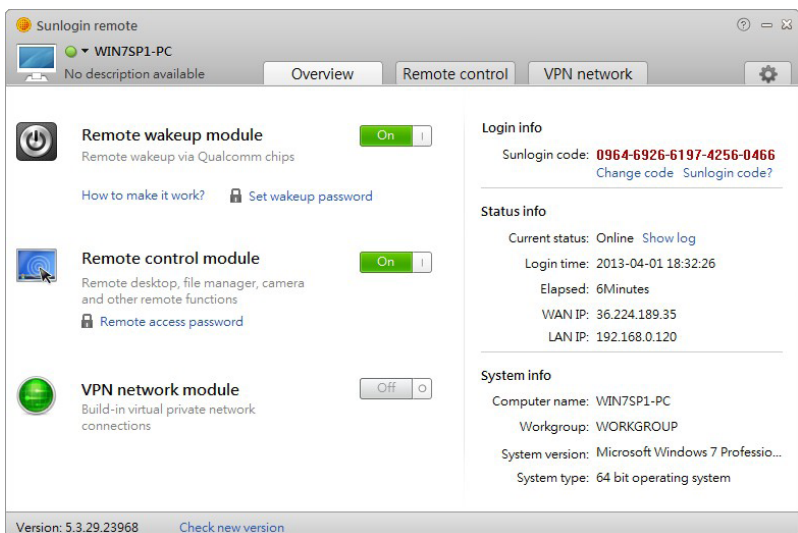 Sunlogin remote
WIN7SP1-PC
No description available
Overview
Remote control
VPN network
Remote wakeup module
On
Remote wakeup via Qualcomm chips
How to make it work?
Set wakeup password
Remote control module
On
Remote desktop, file manager, camera
and other remote functions
Remote access password
VPN network module
Off
Build-in virtual private network
connections
Login info
Sunlogin code: 0964-6926-6197-4256-0466
Change code Sunlogin code?
Status info
Current status: Online Show log
Login time: 2013-04-01 18:32:26
Elapsed: 6Minutes
WAN IP: 36.224.189.35
LAN IP: 192.168.0.120
System info
Computer name: WIN7SP1-PC
Workgroup: WORKGROUP
System version: Microsoft Windows 7 Professio...
System type: 64 bit operating system
Version: 5.3.29.23968
Check new version